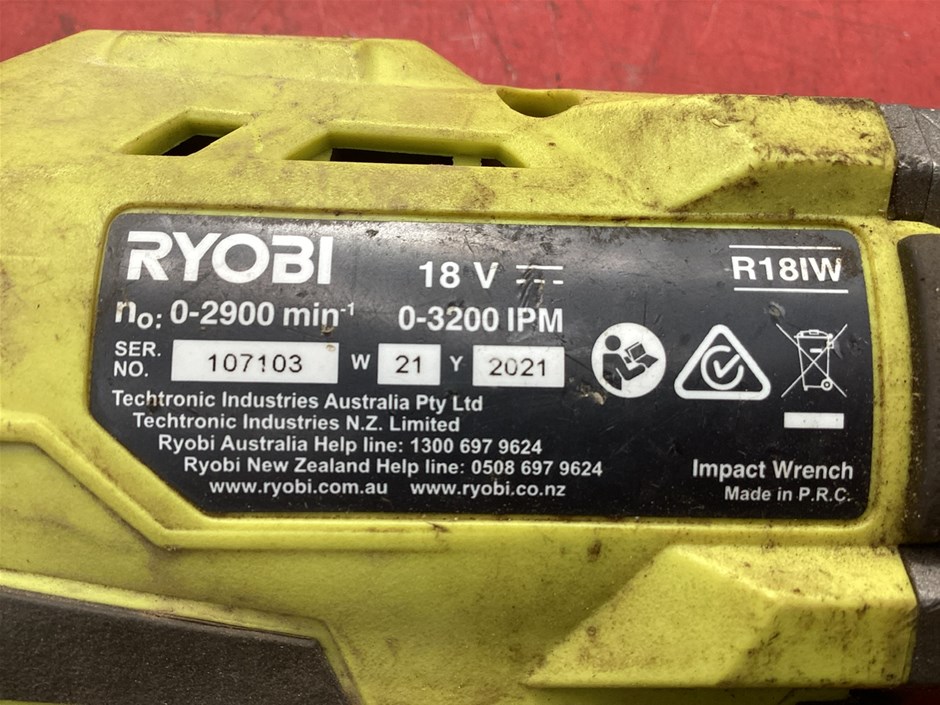 RYOBI 18 V R18IW
n₀: 0-2900 min⁻¹ 0-3200 IPM
SER. NO. 107103 W 21 Y 2021
Techtronic Industries Australia Pty Ltd
Techtronic Industries N.Z. Limited
Ryobi Australia Help line: 1300 697 9624
Ryobi New Zealand Help line: 0508 697 9624
www.ryobi.com.au www.ryobi.co.nz
Impact Wrench
Made in P.R.C.